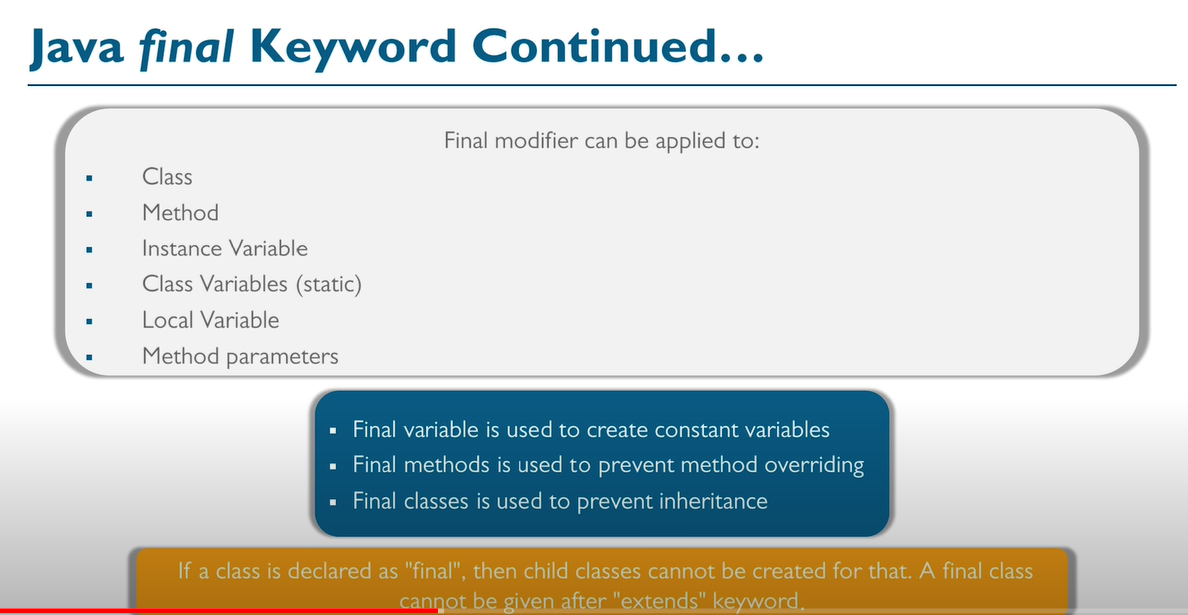 Java final Keyword Continued...
Final modifier can be applied to:
▪ Class
▪ Method
▪ Instance Variable
▪ Class Variables (static)
▪ Local Variable
▪ Method parameters
▪ Final variable is used to create constant variables
▪ Final methods is used to prevent method overriding
▪ Final classes is used to prevent inheritance
If a class is declared as "final", then child classes cannot be created for that. A final class
cannot be given after "extends" keyword.